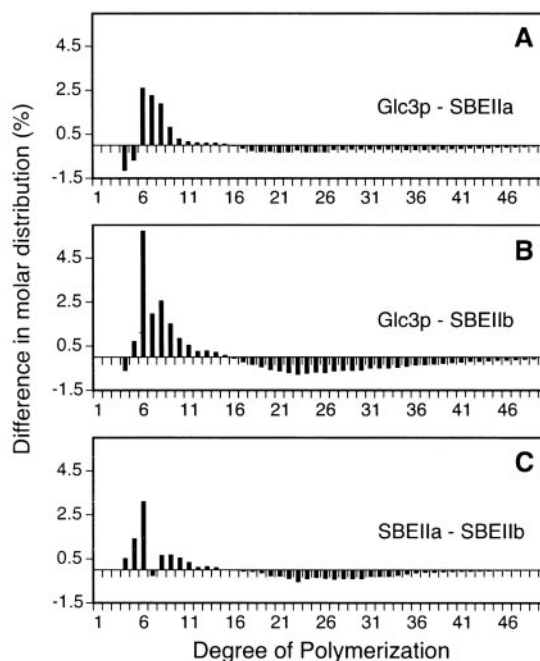 Difference in molar distribution (%)
A
4.5
2.5
0.5
-1.5
Glc3p - SBEIIa
1 6 11 16 21 26 31 36 41 46
B
4.5
2.5
0.5
-1.5
Glc3p - SBEIIb
1 6 11 16 21 26 31 36 41 46
C
4.5
2.5
0.5
-1.5
SBEIIa - SBEIIb
1 6 11 16 21 26 31 36 41 46
Degree of Polymerization